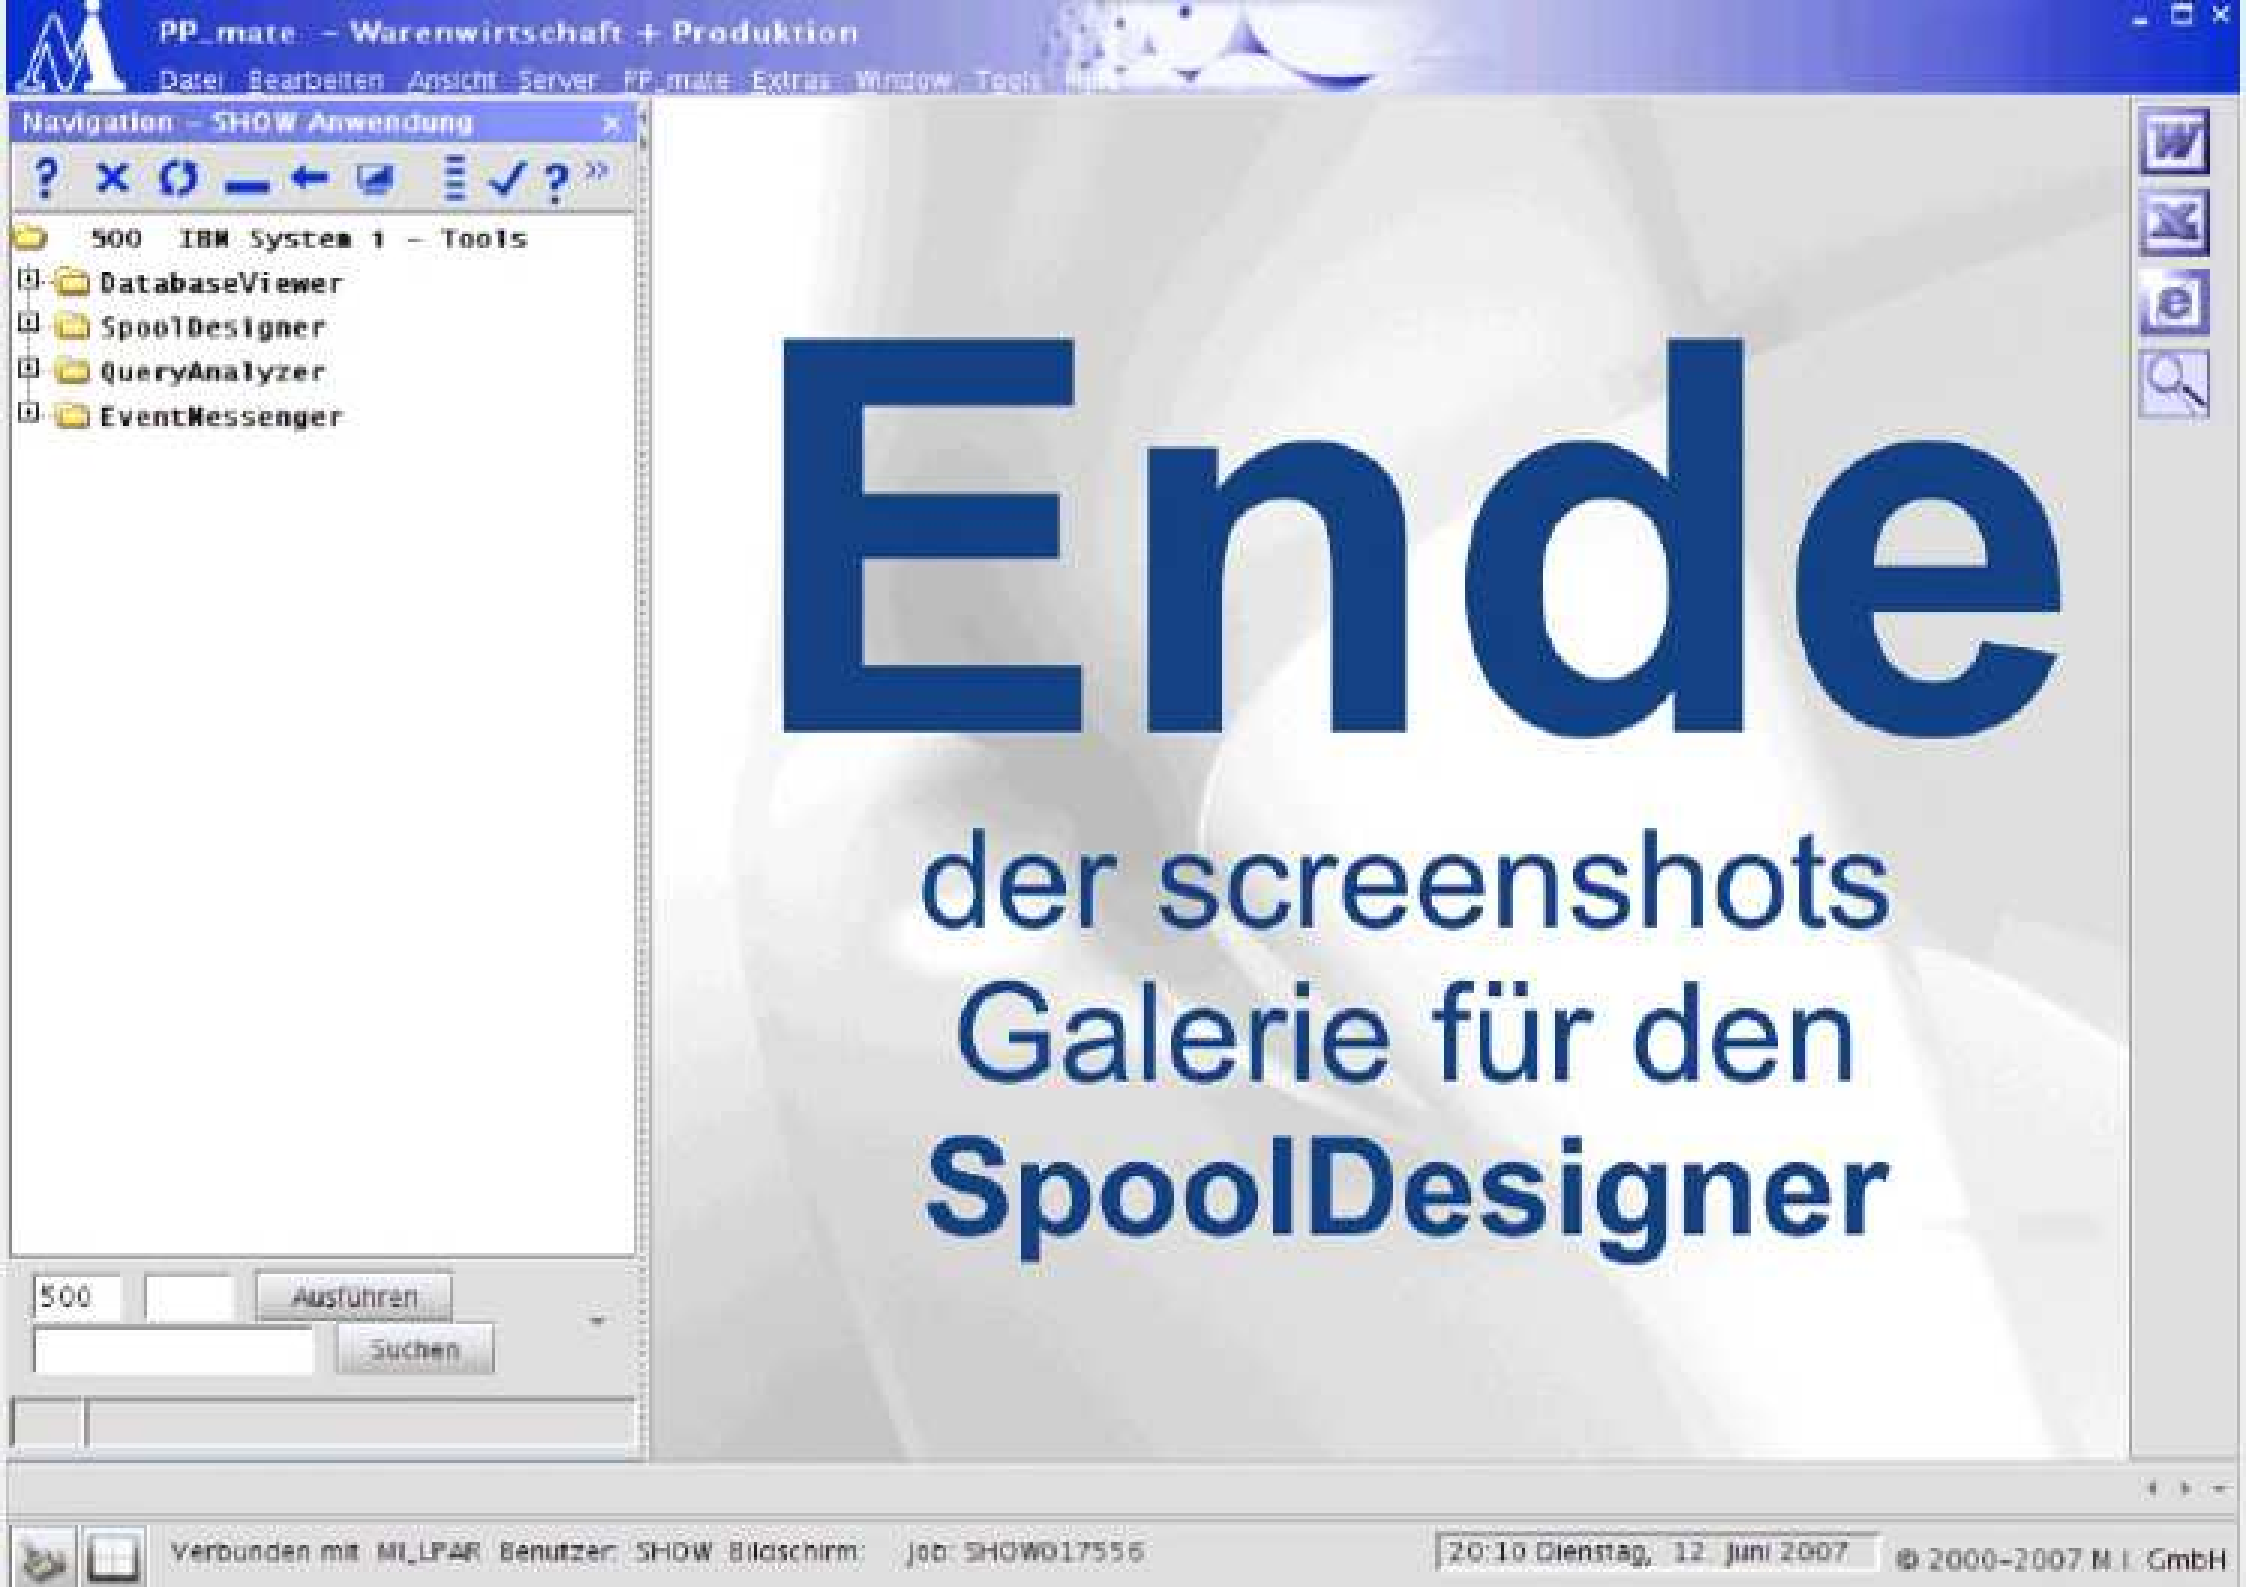 PP_mate - Warenwirtschaft + Produktion
Datei Bearbeiten Ansicht Server PP_mate Extras Window Tools
Navigation - SHOW Anwendung
500 IBM System i - Tools
DatabaseViewer
SpoolDesigner
QueryAnalyzer
EventMessenger
Ende
der screenshots
Galerie für den
SpoolDesigner
500 Ausführen
Suchen
Verbunden mit MI_LPAR Benutzer: SHOW Bildschirm: Job: SHOW017556
20:10 Dienstag, 12. Juni 2007
© 2000-2007 M.I. GmbH